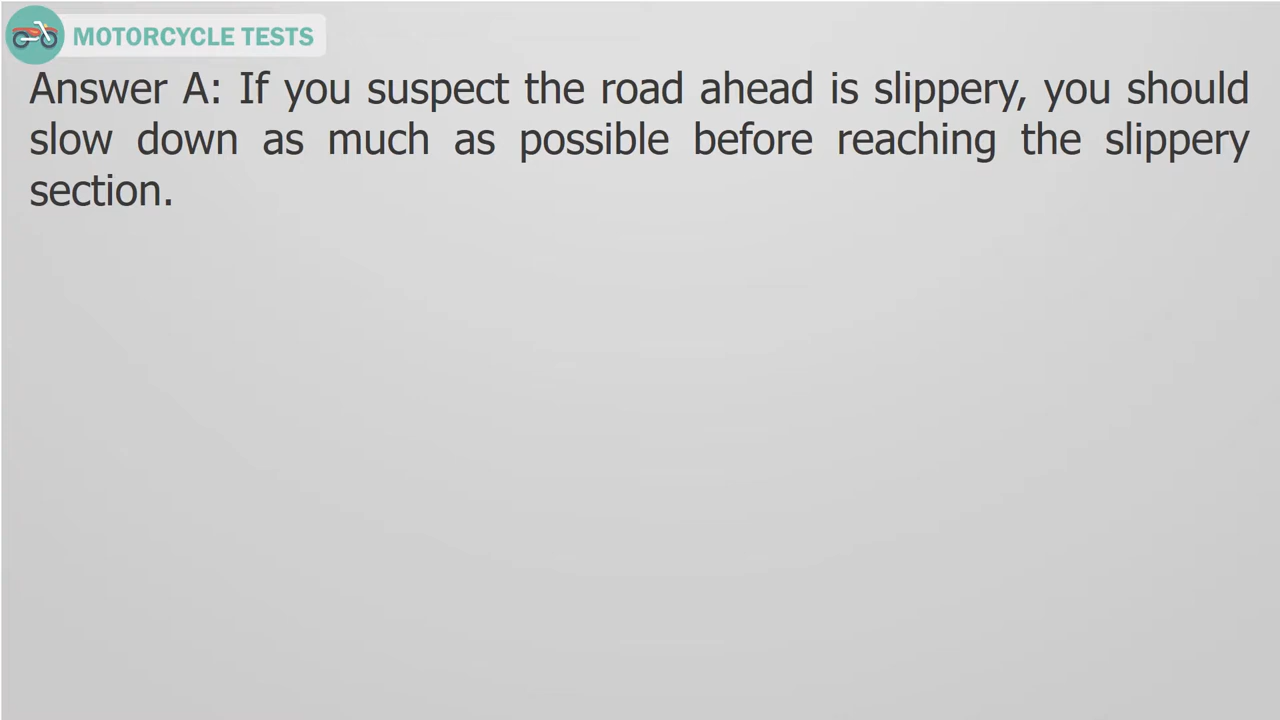 MOTORCYCLE TESTS
Answer A: If you suspect the road ahead is slippery, you should
slow down as much as possible before reaching the slippery
section.